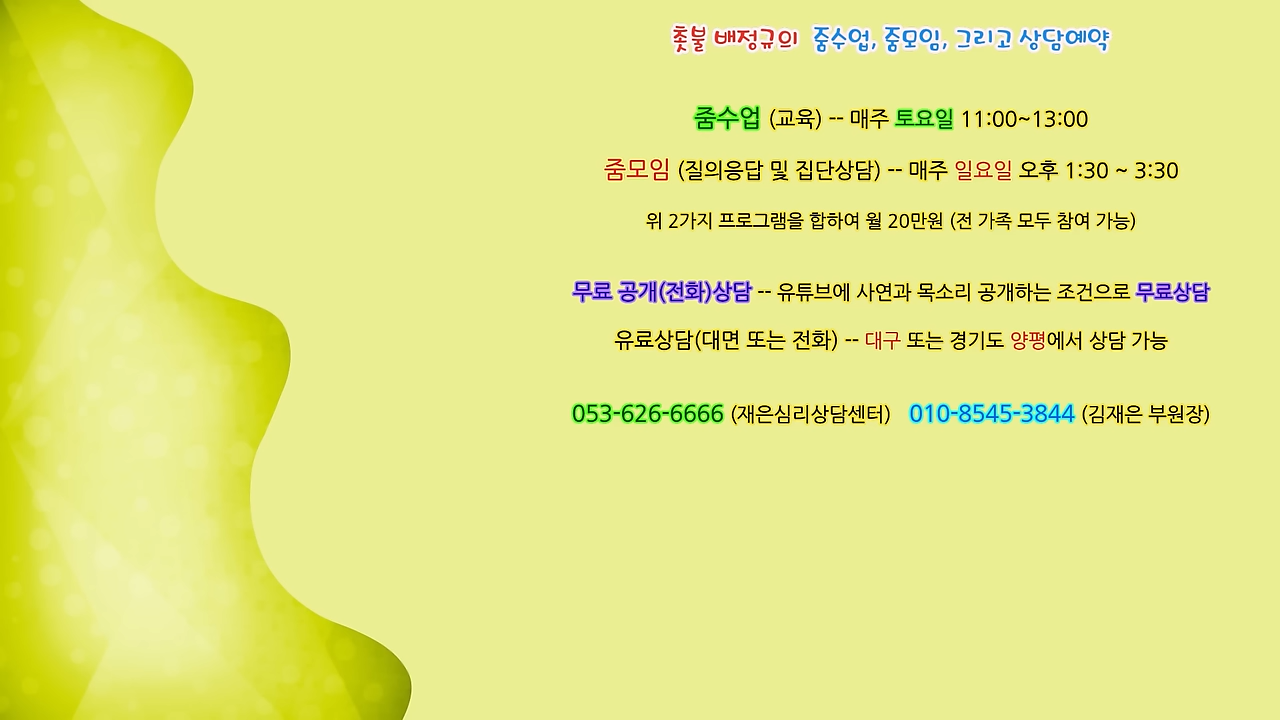 촛불 배정규의 줌수업, 줌모임, 그리고 상담예약
줌수업 (교육) -- 매주 토요일 11:00~13:00
줌모임 (질의응답 및 집단상담) -- 매주 일요일 오후 1:30 ~ 3:30
위 2가지 프로그램을 합하여 월 20만원 (전 가족 모두 참여 가능)
무료 공개(전화)상담 -- 유튜브에 사연과 목소리 공개하는 조건으로 무료상담
유료상담(대면 또는 전화) -- 대구 또는 경기도 양평에서 상담 가능
053-626-6666 (재은심리상담센터) 010-8545-3844 (김재은 부원장)